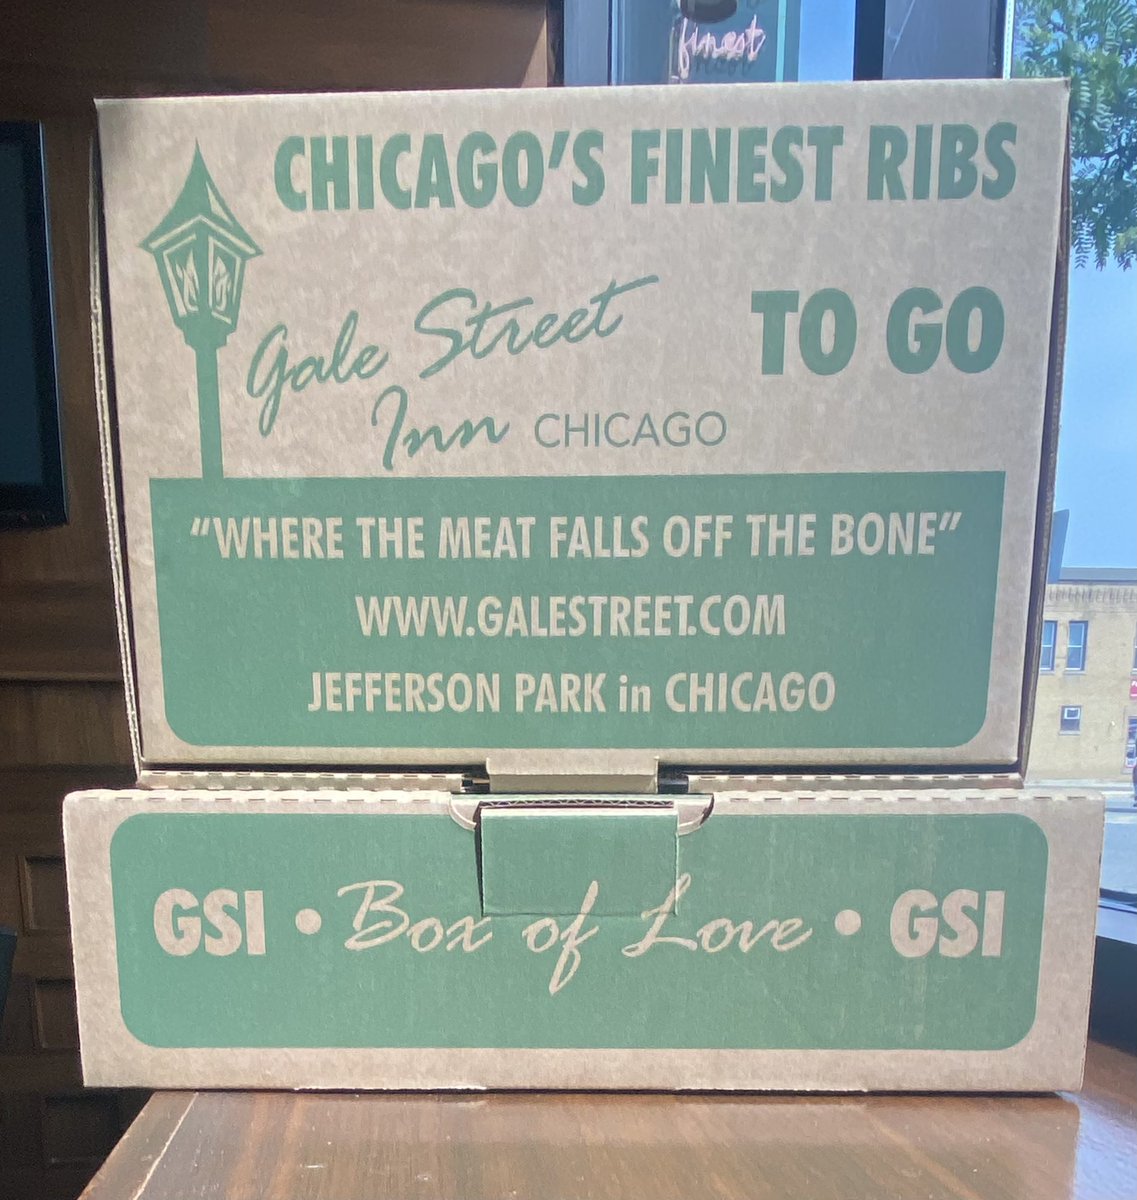 finest
CHICAGO'S FINEST RIBS
Gale Street
Inn CHICAGO
TO GO
"WHERE THE MEAT FALLS OFF THE BONE"
WWW.GALESTREET.COM
JEFFERSON PARK in CHICAGO
GSI • Box of Love • GSI